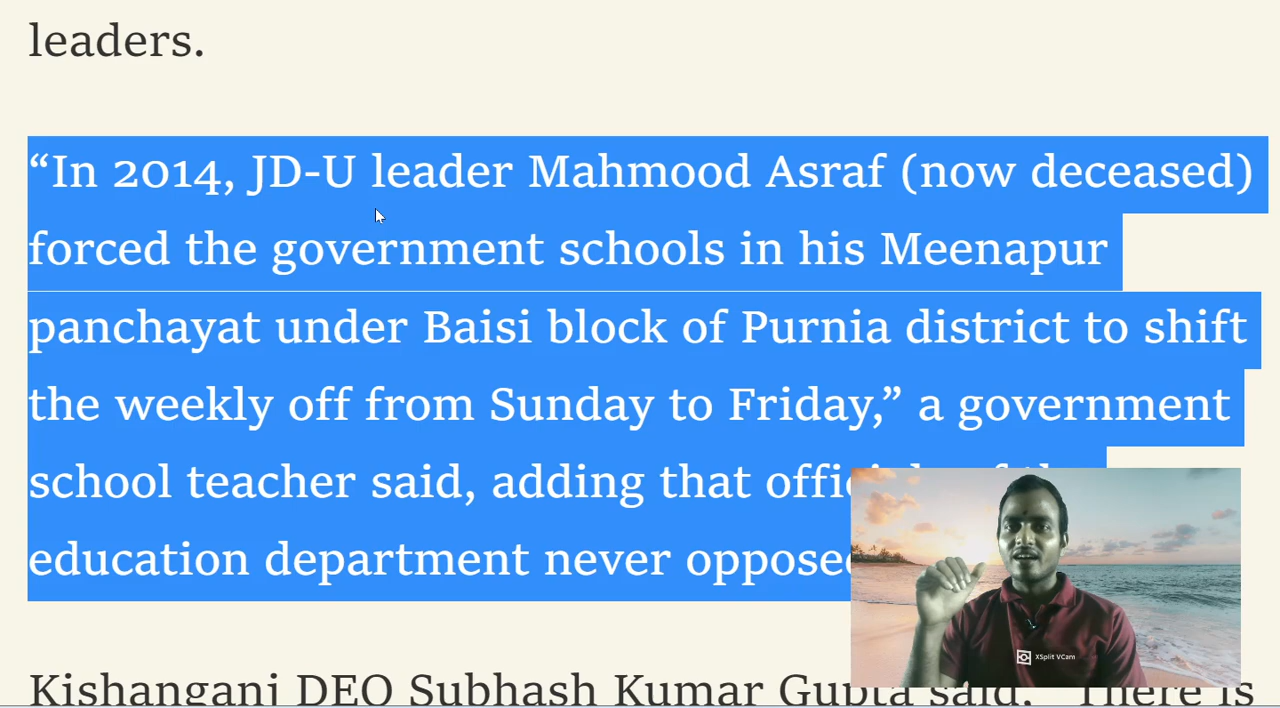 leaders.
“In 2014, JD-U leader Mahmood Asraf (now deceased)
forced the government schools in his Meenapur
panchayat under Baisi block of Purnia district to shift
the weekly off from Sunday to Friday,” a government
school teacher said, adding that
education department never opposed
XSplit VCam
Kishanganj DEO Subhash Kumar Gupta said, “There is